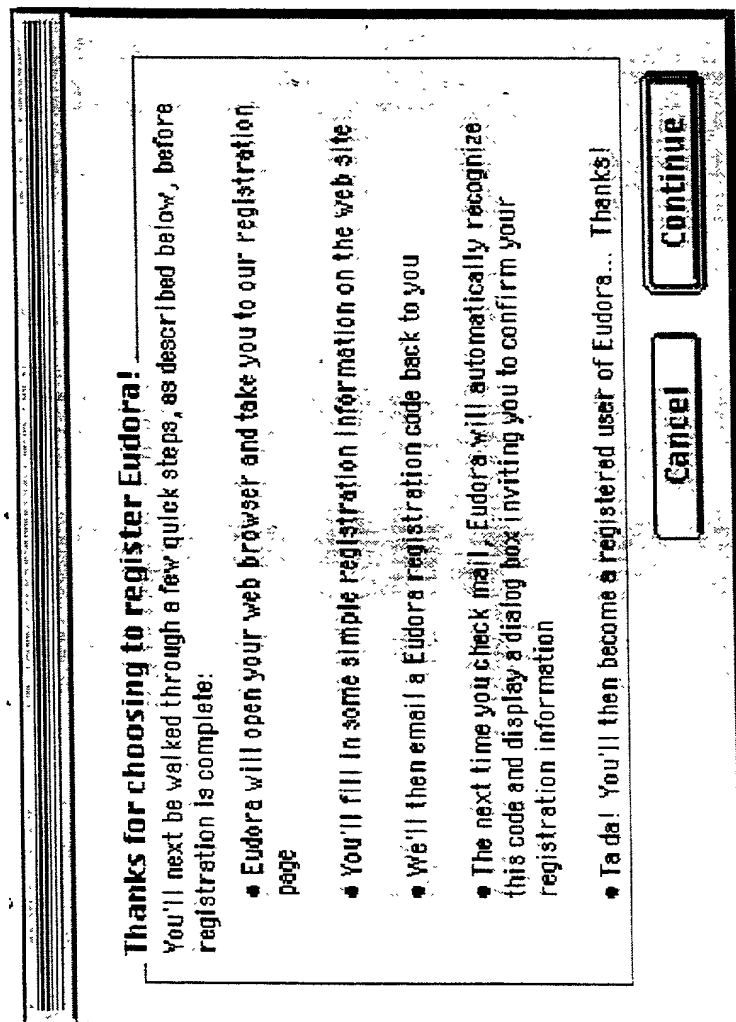 Thanks for choosing to register Eudora!
You'll next be walked through a few quick steps, as described below, before
registration is complete:
• Eudora will open your web browser and take you to our registration
page
• You'll fill in some simple registration information on the web site
• We'll then email a Eudora registration code back to you
• The next time you check mail, Eudora will automatically recognize
this code and display a dialog box inviting you to confirm your
registration information
• Ta da! You'll then become a registered user of Eudora... Thanks!
Cancel
Continue